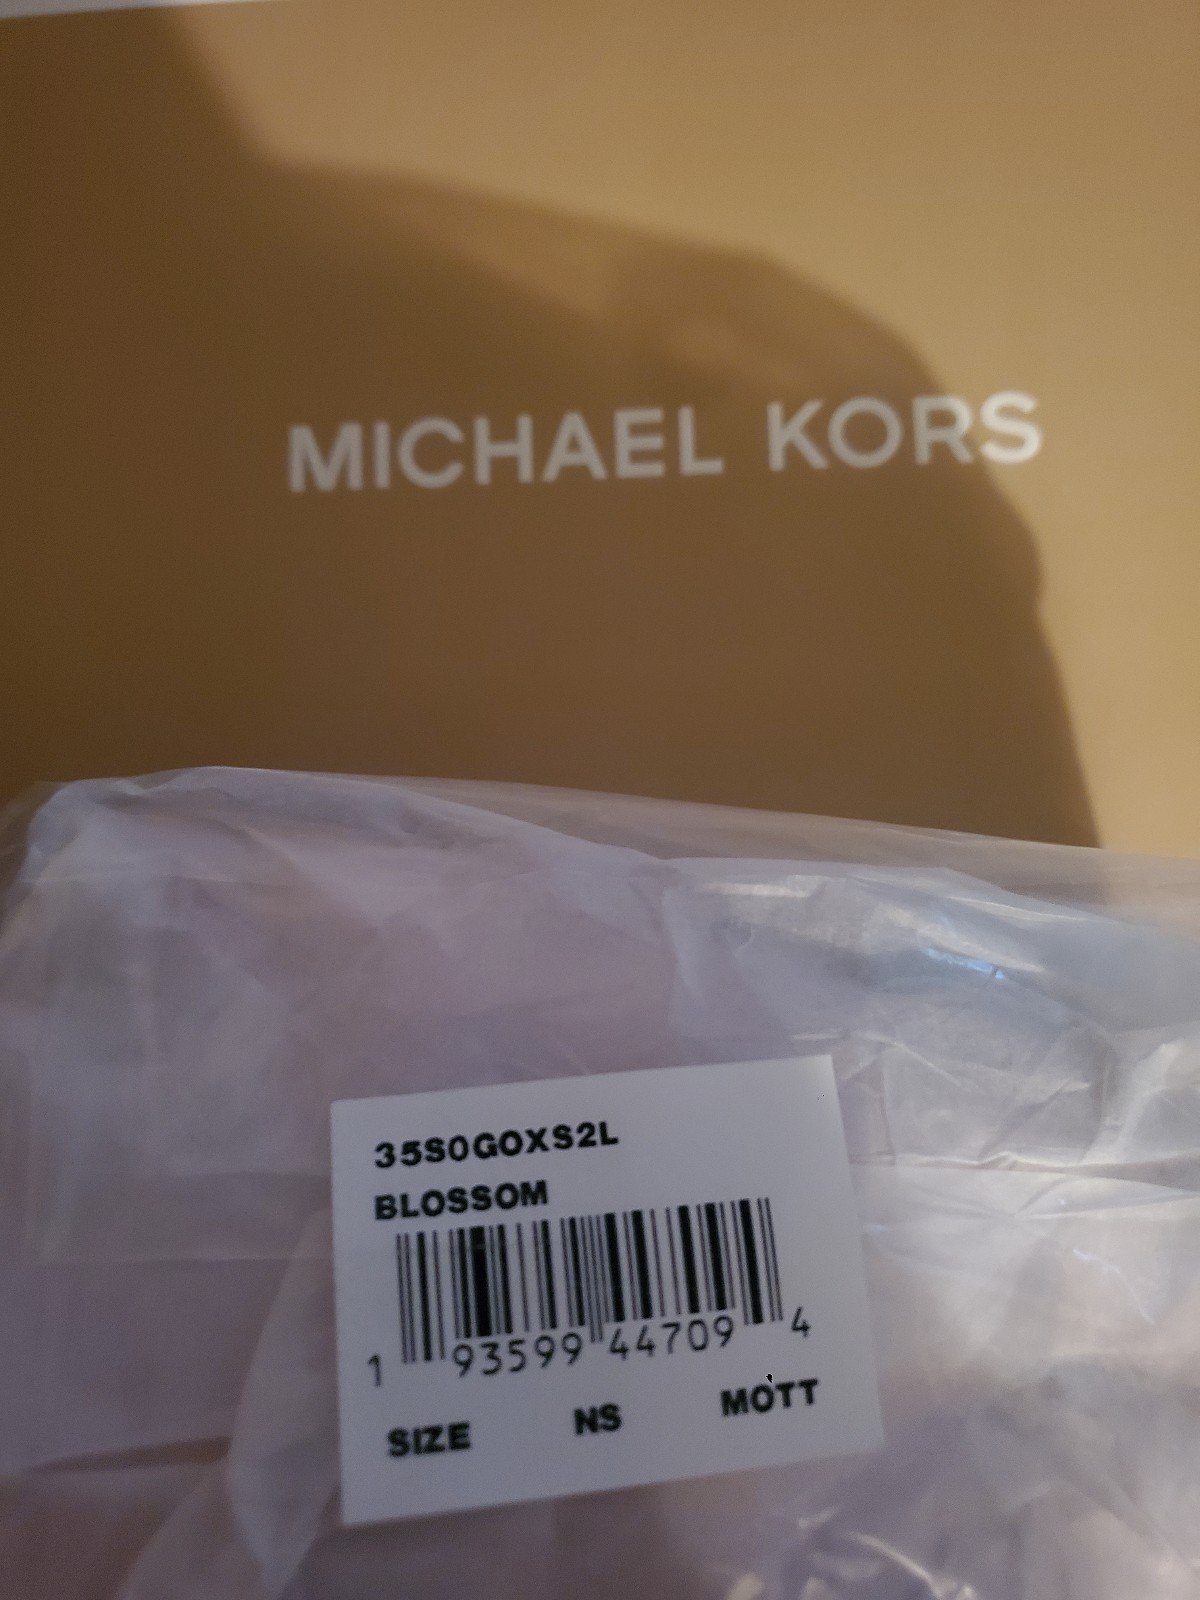 MICHAEL KORS
35S0GOXS2L
BLOSSOM
1 93599 44709 4
SIZE NS MOTT